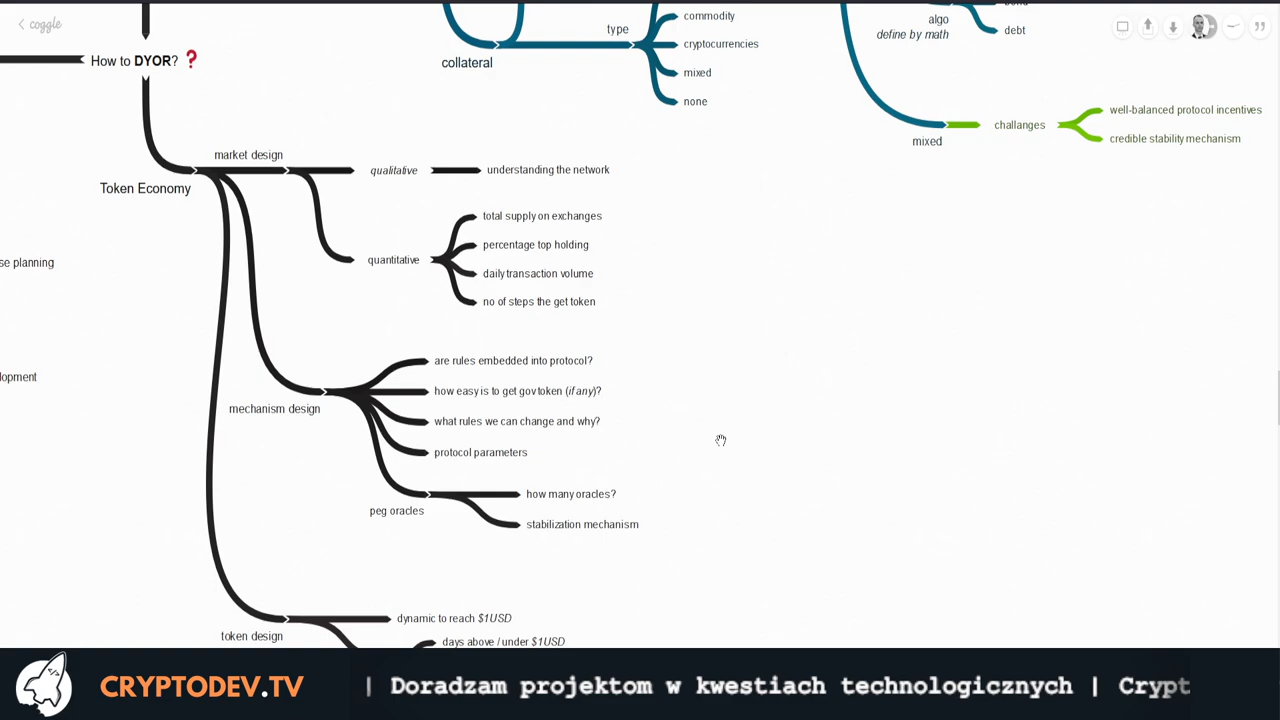 coggle
How to DYOR? ❓
Token Economy
market design
qualitative
understanding the network
quantitative
total supply on exchanges
percentage top holding
daily transaction volume
no of steps the get token
mechanism design
are rules embedded into protocol?
how easy is to get gov token (if any)?
what rules we can change and why?
protocol parameters
peg oracles
how many oracles?
stabilization mechanism
token design
dynamic to reach $1USD
days above / under $1USD
collateral
type
commodity
cryptocurrencies
mixed
none
algo
define by math
debt
mixed
challanges
well-balanced protocol incentives
credible stability mechanism
se planning
lopment
CRYPTODEV.TV
| Doradzam projektom w kwestiach technologicznych | Crypt